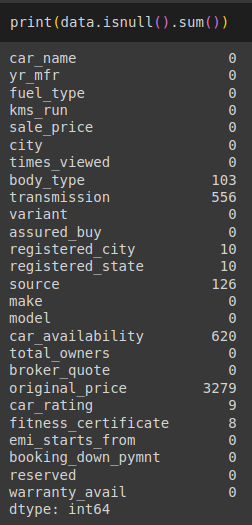 print(data.isnull().sum())
car_name 0
yr_mfr 0
fuel_type 0
kms_run 0
sale_price 0
city 0
times_viewed 0
body_type 103
transmission 556
variant 0
assured_buy 0
registered_city 10
registered_state 10
source 126
make 0
model 0
car_availability 620
total_owners 0
broker_quote 0
original_price 3279
car_rating 9
fitness_certificate 8
emi_starts_from 0
booking_down_pymnt 0
reserved 0
warranty_avail 0
dtype: int64